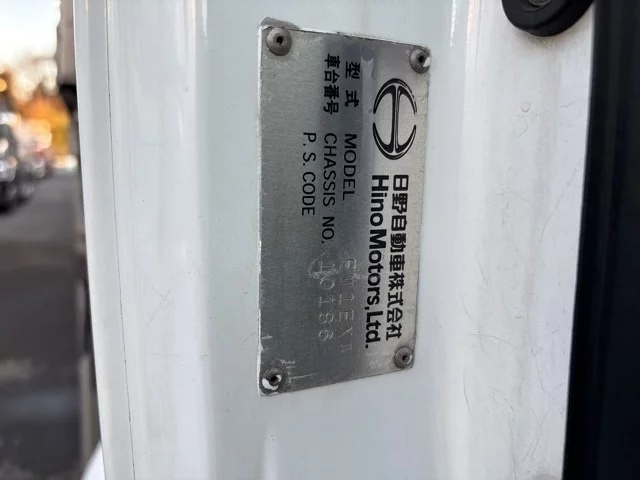 日野自動車株式会社
Hino Motors, Ltd.
型式 MODEL
車台番号 CHASSIS NO. 10186
P. S. CODE